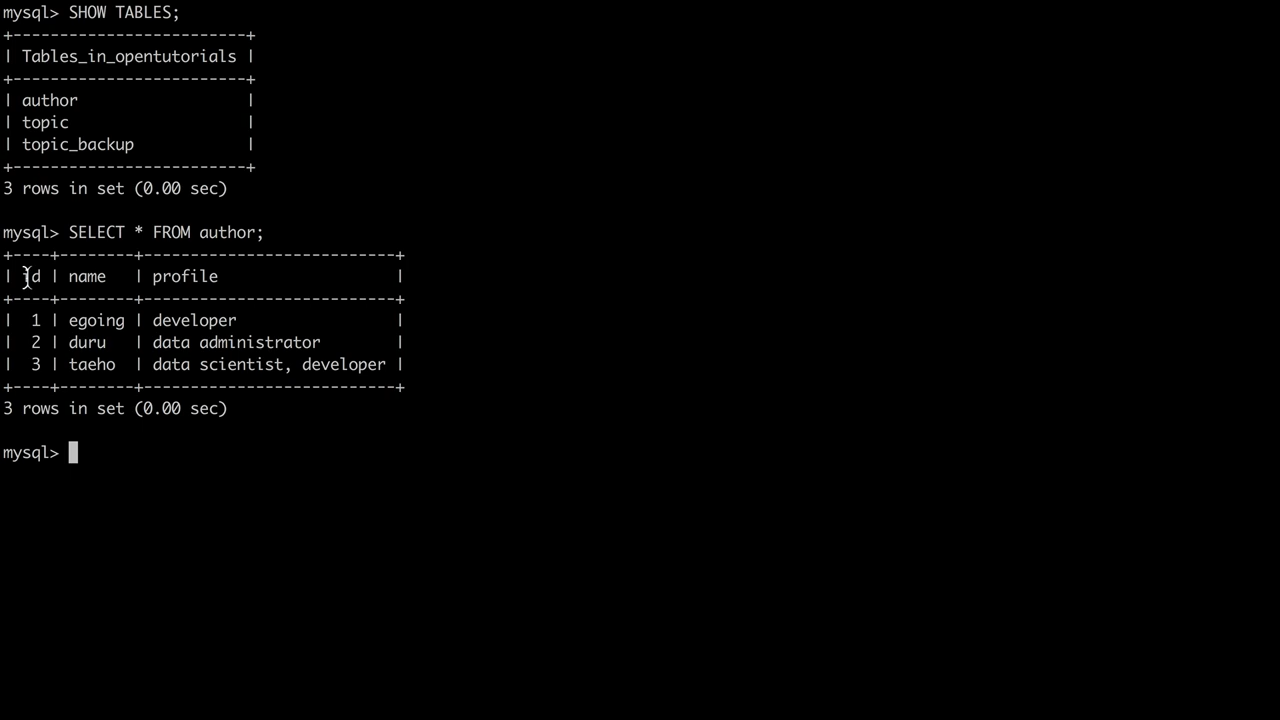 mysql> SHOW TABLES;
+-------------------------+
| Tables_in_opentutorials |
+-------------------------+
| author                  |
| topic                   |
| topic_backup            |
+-------------------------+
3 rows in set (0.00 sec)
mysql> SELECT * FROM author;
+----+--------+---------------------------+
| id | name   | profile                   |
+----+--------+---------------------------+
|  1 | egoing | developer                 |
|  2 | duru   | data administrator        |
|  3 | taeho  | data scientist, developer |
+----+--------+---------------------------+
3 rows in set (0.00 sec)
mysql>